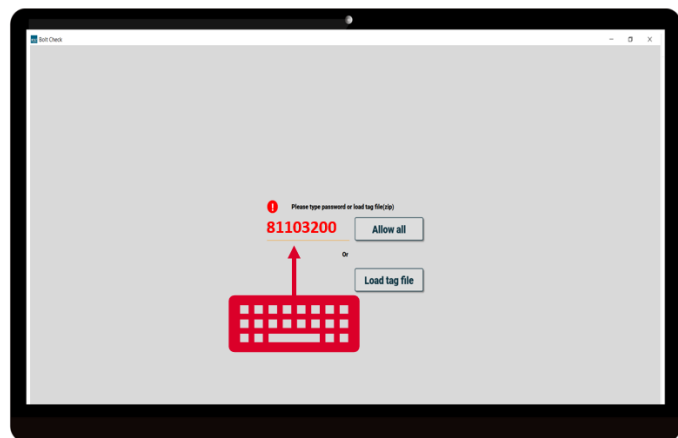 Bolt Check
Please type password or load tag file(zip)
81103200
Allow all
Or
Load tag file